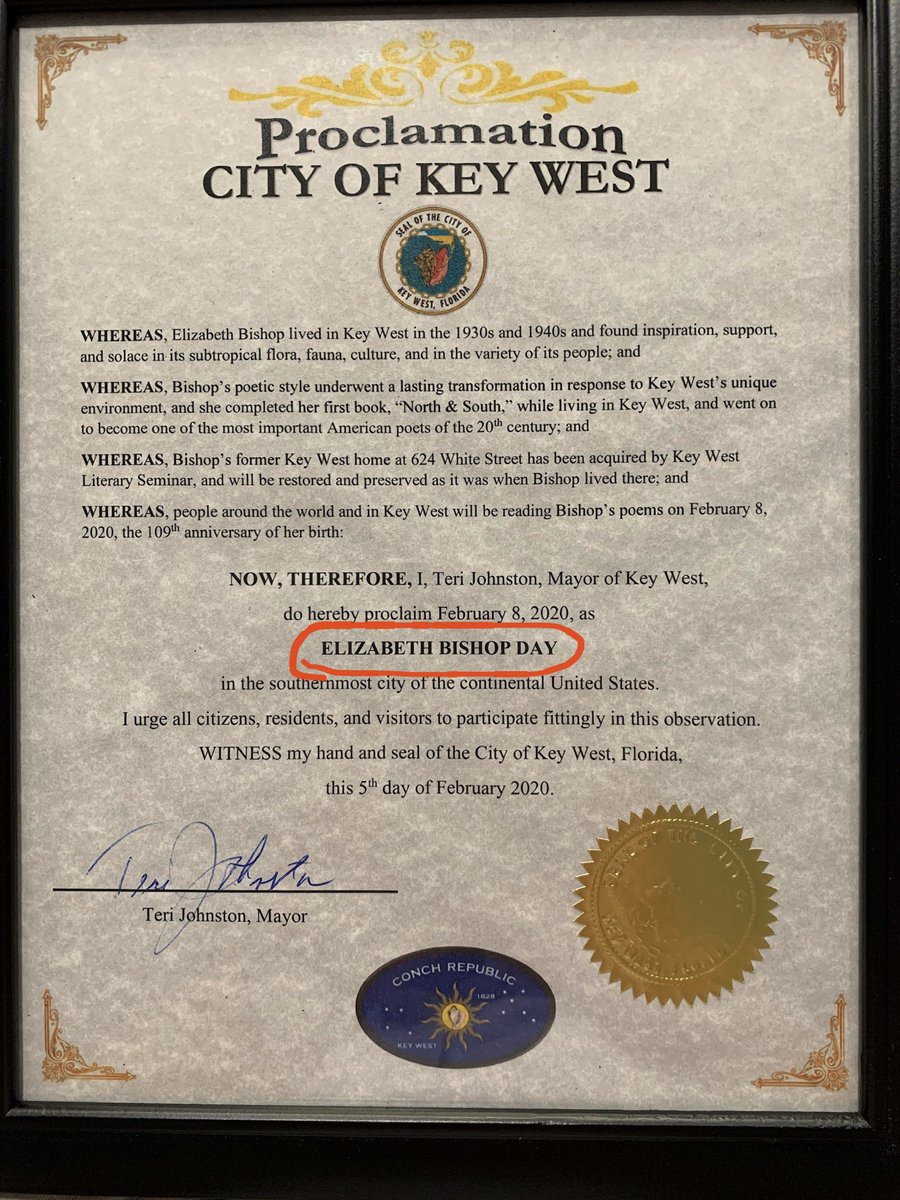 Proclamation
CITY OF KEY WEST
SEAL OF THE CITY OF
KEY WEST, FLORIDA
WHEREAS, Elizabeth Bishop lived in Key West in the 1930s and 1940s and found inspiration, support,
and solace in its subtropical flora, fauna, culture, and in the variety of its people; and
WHEREAS, Bishop’s poetic style underwent a lasting transformation in response to Key West’s unique
environment, and she completed her first book, “North & South,” while living in Key West, and went on
to become one of the most important American poets of the 20th century; and
WHEREAS, Bishop’s former Key West home at 624 White Street has been acquired by Key West
Literary Seminar, and will be restored and preserved as it was when Bishop lived there; and
WHEREAS, people around the world and in Key West will be reading Bishop’s poems on February 8,
2020, the 109th anniversary of her birth:
NOW, THEREFORE, I, Teri Johnston, Mayor of Key West,
do hereby proclaim February 8, 2020, as
ELIZABETH BISHOP DAY
in the southernmost city of the continental United States.
I urge all citizens, residents, and visitors to participate fittingly in this observation.
WITNESS my hand and seal of the City of Key West, Florida,
this 5th day of February 2020.
Teri Johnston
Teri Johnston, Mayor
SEAL OF THE CITY OF
CONCH REPUBLIC
1828
KEY WEST